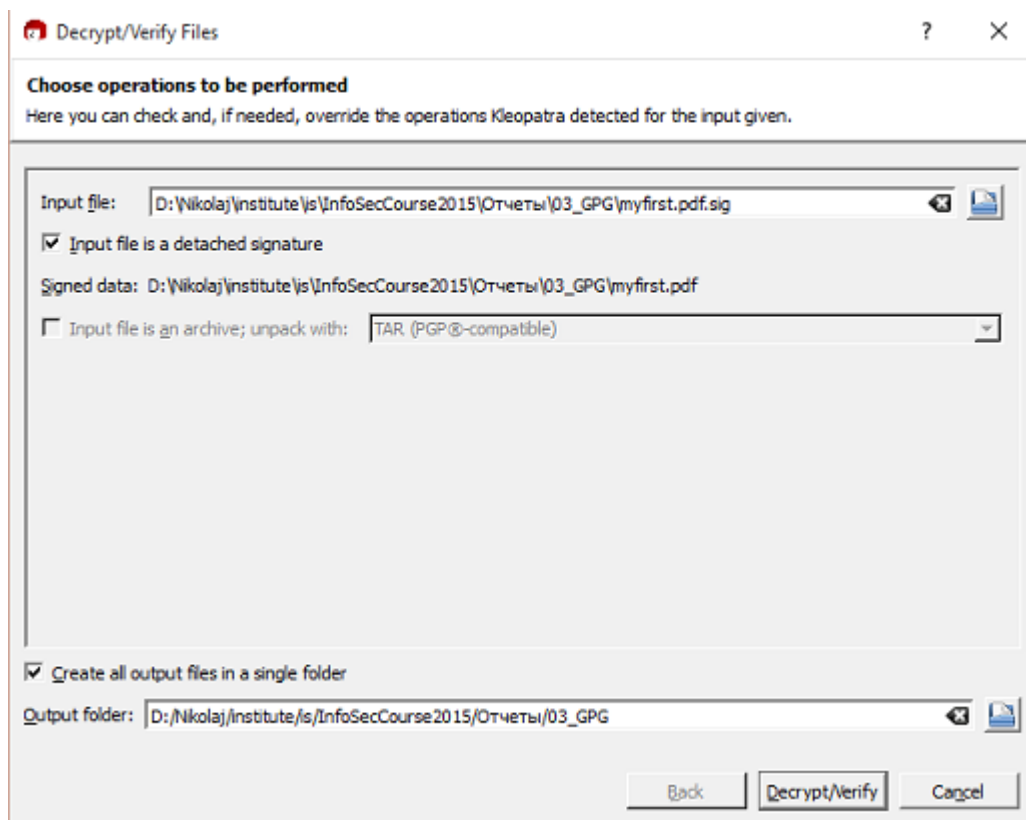 Decrypt/Verify Files
Choose operations to be performed
Here you can check and, if needed, override the operations Kleopatra detected for the input given.
Input file: D:\Nikolaj\institute\is\InfoSecCourse2015\Отчеты\03_GPG\myfirst.pdf.sig
Input file is a detached signature
Signed data: D:\Nikolaj\institute\is\InfoSecCourse2015\Отчеты\03_GPG\myfirst.pdf
Input file is an archive; unpack with: TAR (PGP®-compatible)
Create all output files in a single folder
Output folder: D:/Nikolaj/institute/is/InfoSecCourse2015/Отчеты/03_GPG
Back Decrypt/Verify Cancel